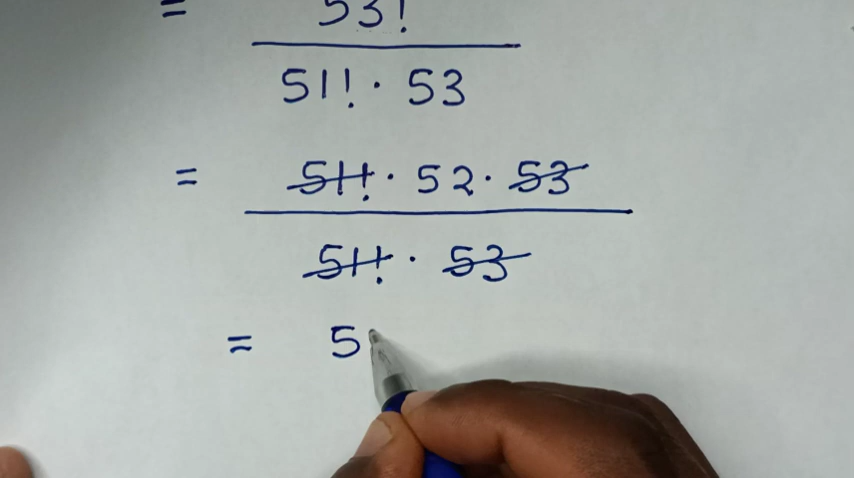 = 53!
51! · 53
= 51! · 52 · 53
51! · 53
= 5